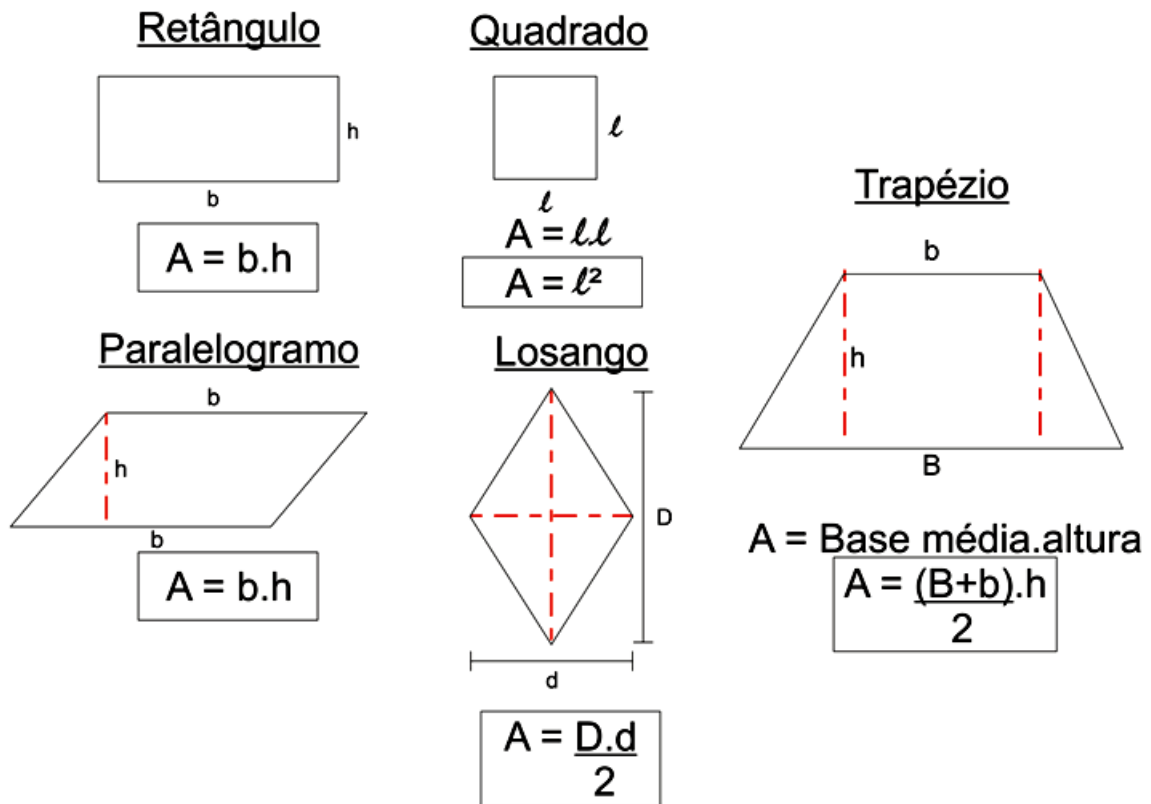 Retângulo
h
b
A = b.h
Quadrado
ℓ
ℓ
A = ℓ.ℓ
A = ℓ²
Paralelogramo
b
h
b
A = b.h
Losango
D
d
A = D.d
2
Trapézio
b
h
B
A = Base média.altura
A = (B+b).h
2